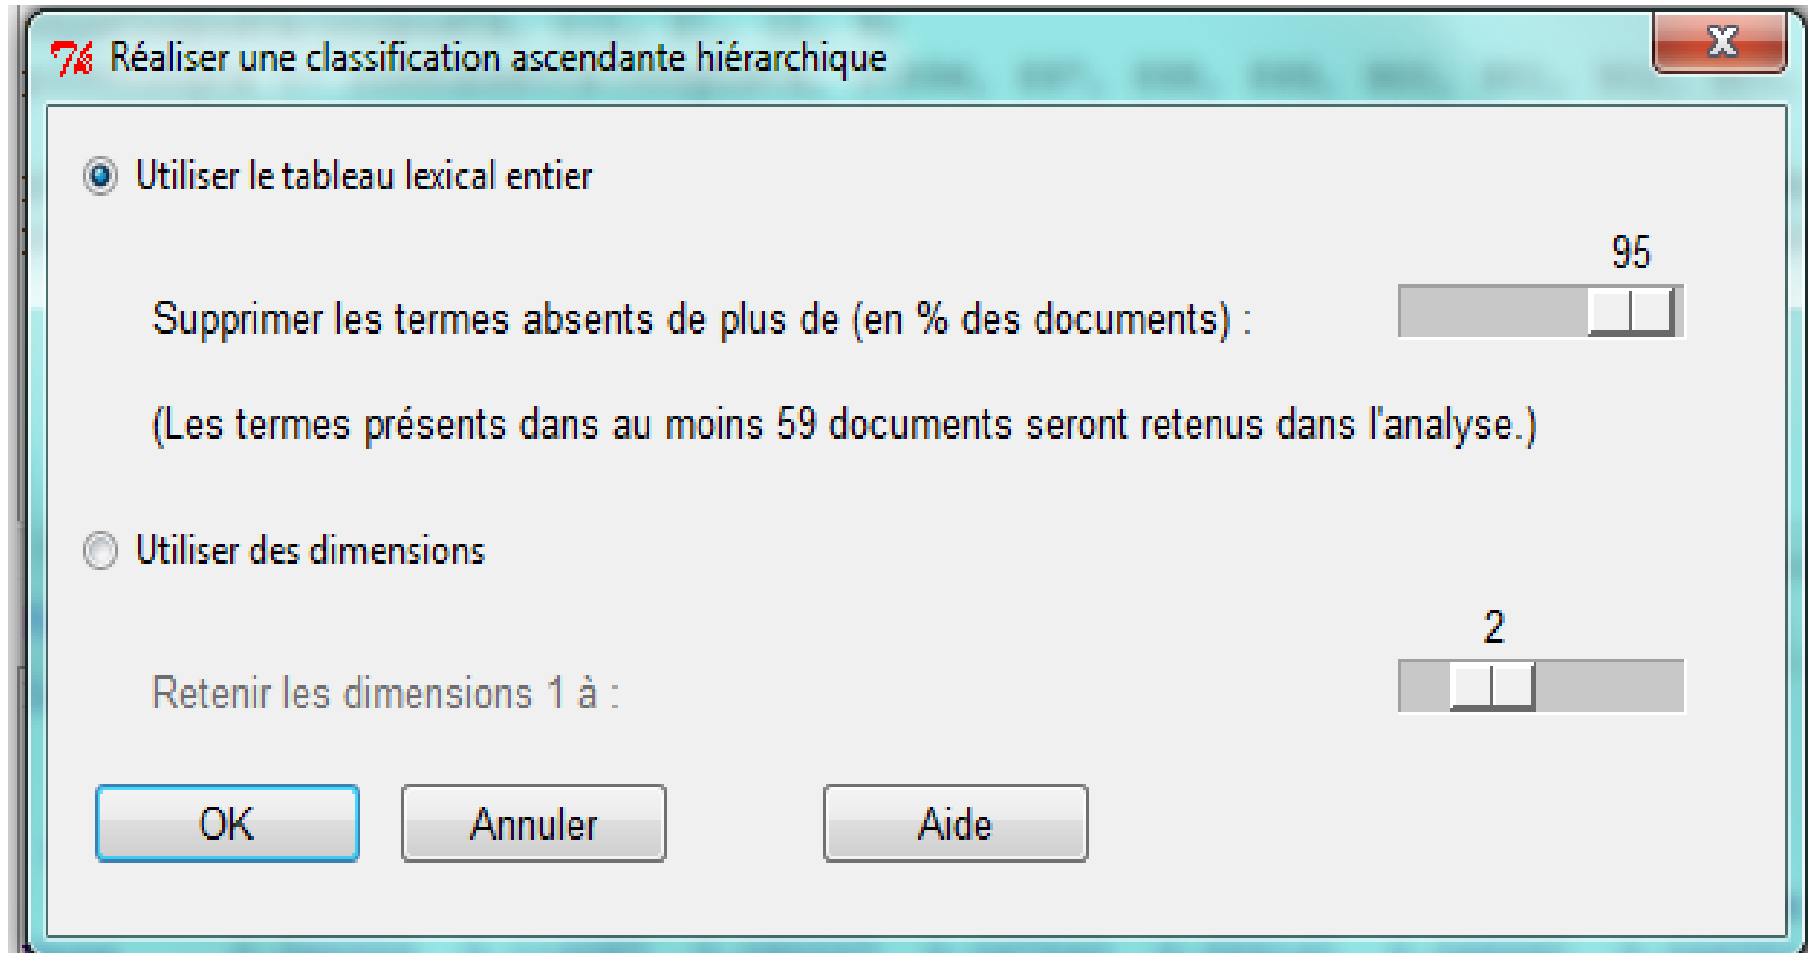 Réaliser une classification ascendante hiérarchique
Utiliser le tableau lexical entier
95
Supprimer les termes absents de plus de (en % des documents) :
(Les termes présents dans au moins 59 documents seront retenus dans l'analyse.)
Utiliser des dimensions
2
Retenir les dimensions 1 à :
OK Annuler Aide